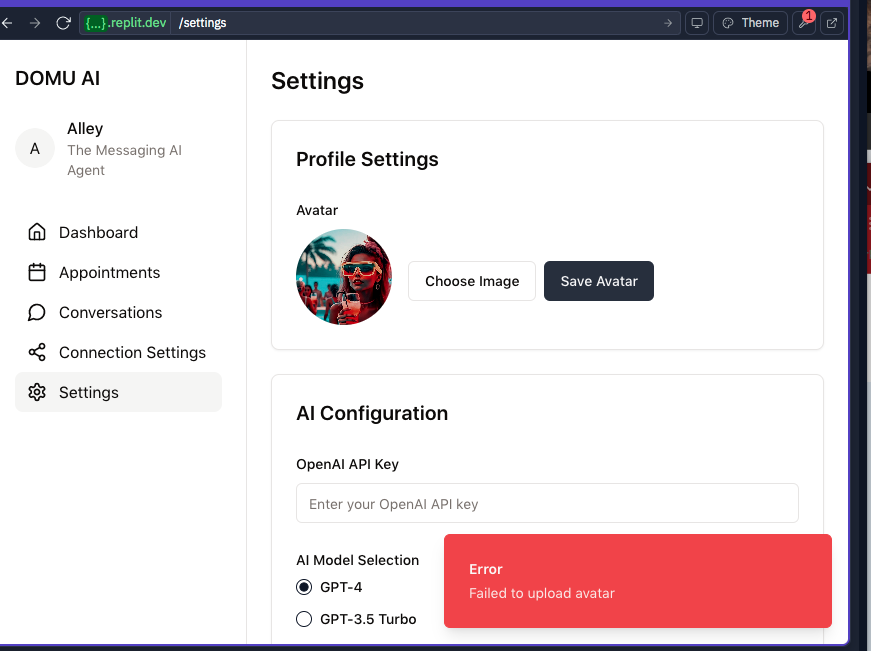 {...}.replit.dev /settings
Theme
1
DOMU AI
A
Alley
The Messaging AI
Agent
Dashboard
Appointments
Conversations
Connection Settings
Settings
Settings
Profile Settings
Avatar
Choose Image
Save Avatar
AI Configuration
OpenAI API Key
Enter your OpenAI API key
AI Model Selection
GPT-4
GPT-3.5 Turbo
Error
Failed to upload avatar